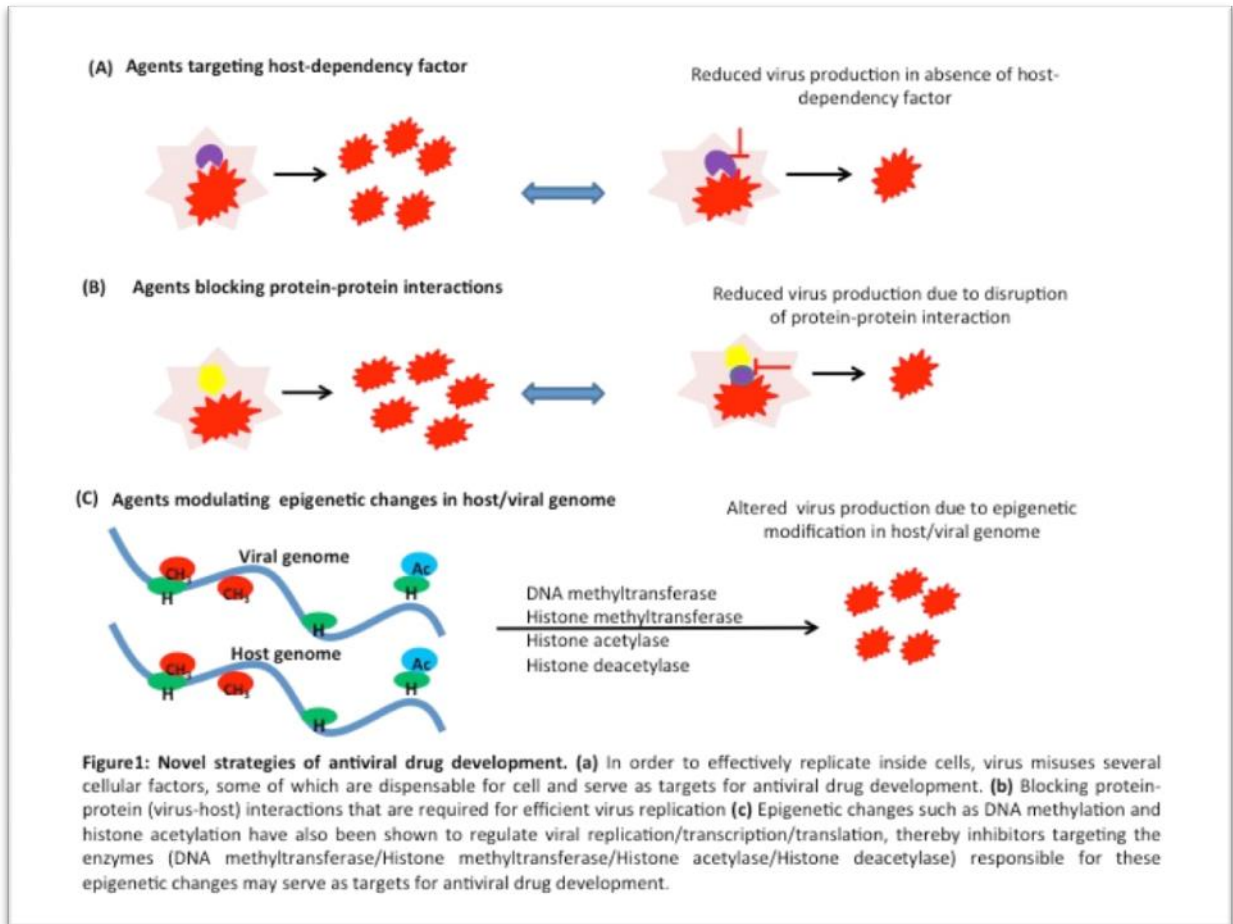 (A) Agents targeting host-dependency factor
Reduced virus production in absence of host-
dependency factor
(B) Agents blocking protein-protein interactions
Reduced virus production due to disruption
of protein-protein interaction
(C) Agents modulating epigenetic changes in host/viral genome
Altered virus production due to epigenetic
modification in host/viral genome
Viral genome
CH3
H
CH3
H
Ac
H
Host genome
CH3
H
CH3
H
Ac
H
DNA methyltransferase
Histone methyltransferase
Histone acetylase
Histone deacetylase
Figure1: Novel strategies of antiviral drug development. (a) In order to effectively replicate inside cells, virus misuses several
cellular factors, some of which are dispensable for cell and serve as targets for antiviral drug development. (b) Blocking protein-
protein (virus-host) interactions that are required for efficient virus replication (c) Epigenetic changes such as DNA methylation and
histone acetylation have also been shown to regulate viral replication/transcription/translation, thereby inhibitors targeting the
enzymes (DNA methyltransferase/Histone methyltransferase/Histone acetylase/Histone deacetylase) responsible for these
epigenetic changes may serve as targets for antiviral drug development.